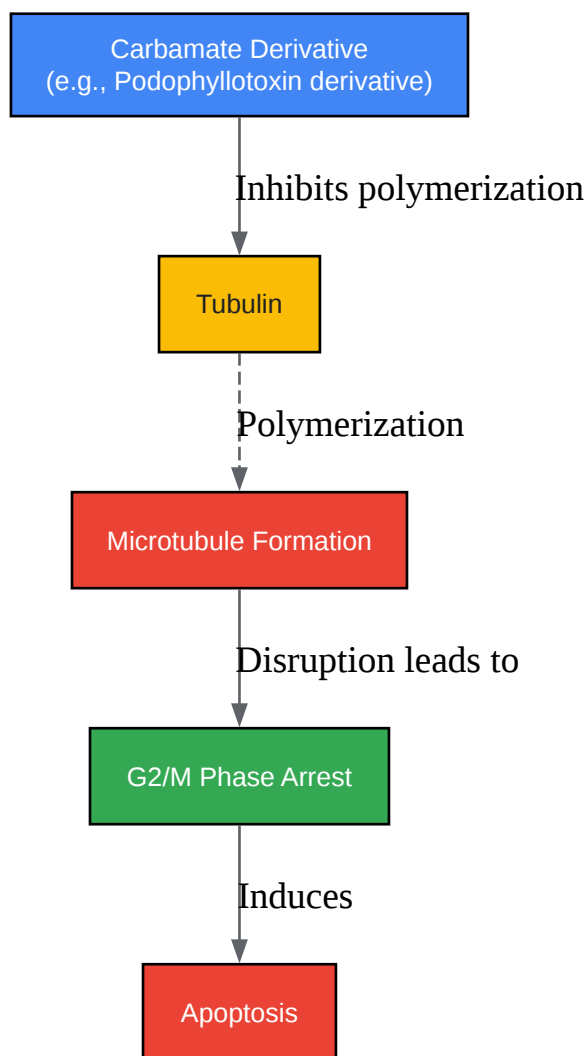 Carbamate Derivative
(e.g., Podophyllotoxin derivative)
Inhibits polymerization
Tubulin
Polymerization
Microtubule Formation
Disruption leads to
G2/M Phase Arrest
Induces
Apoptosis